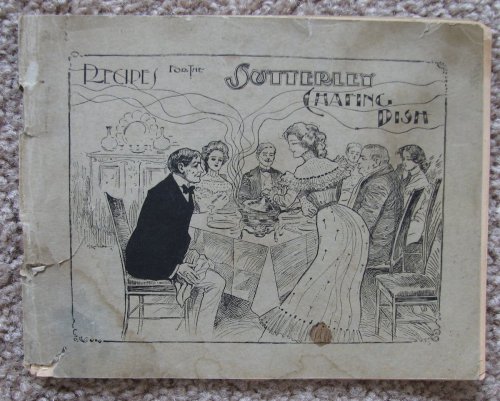 RECIPES FOR THE SUTTERLEY
CHAFING
DISH